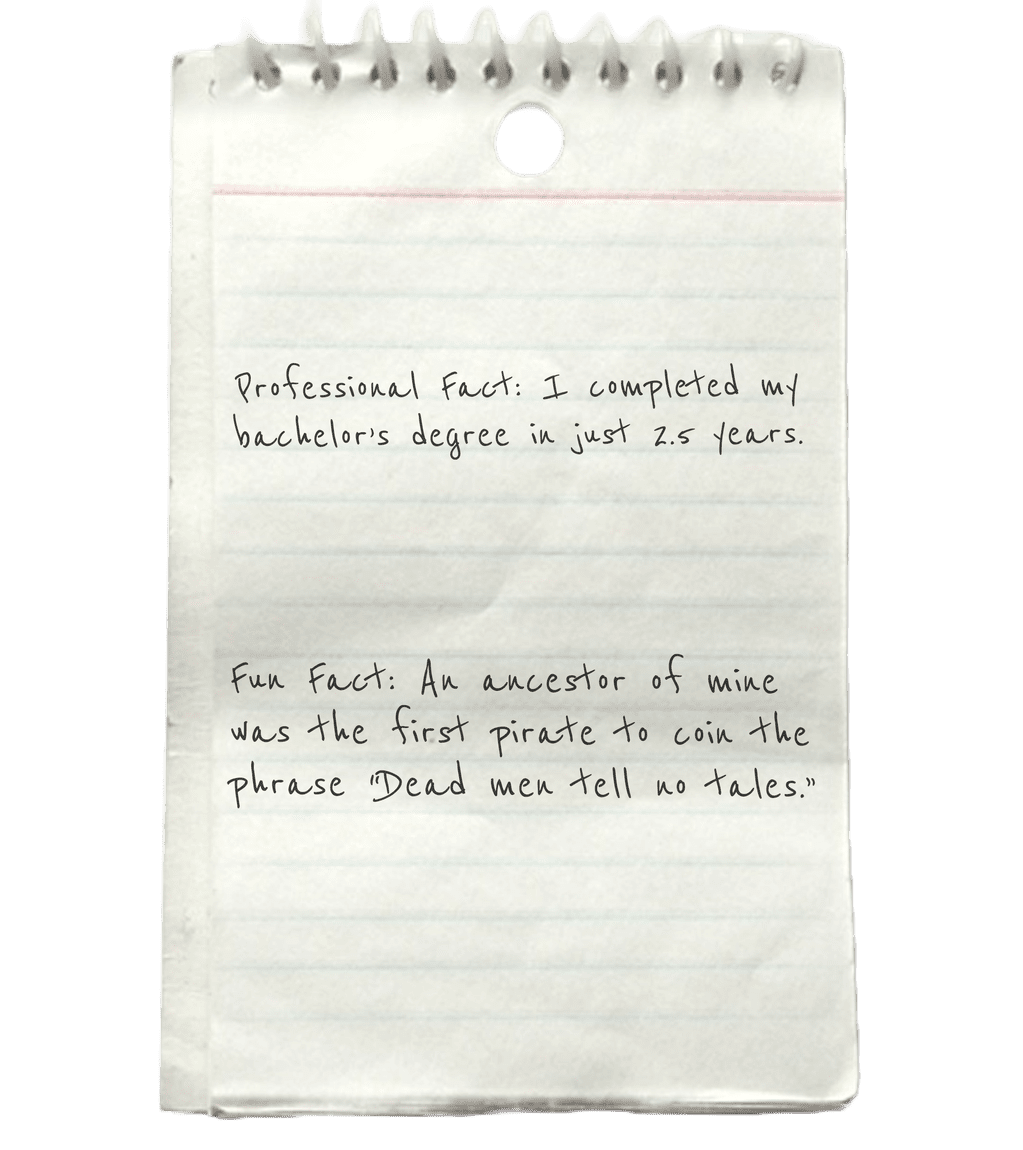 Professional Fact: I completed my
bachelor's degree in just 2.5 years.
Fun Fact: An ancestor of mine
was the first pirate to coin the
phrase "Dead men tell no tales."